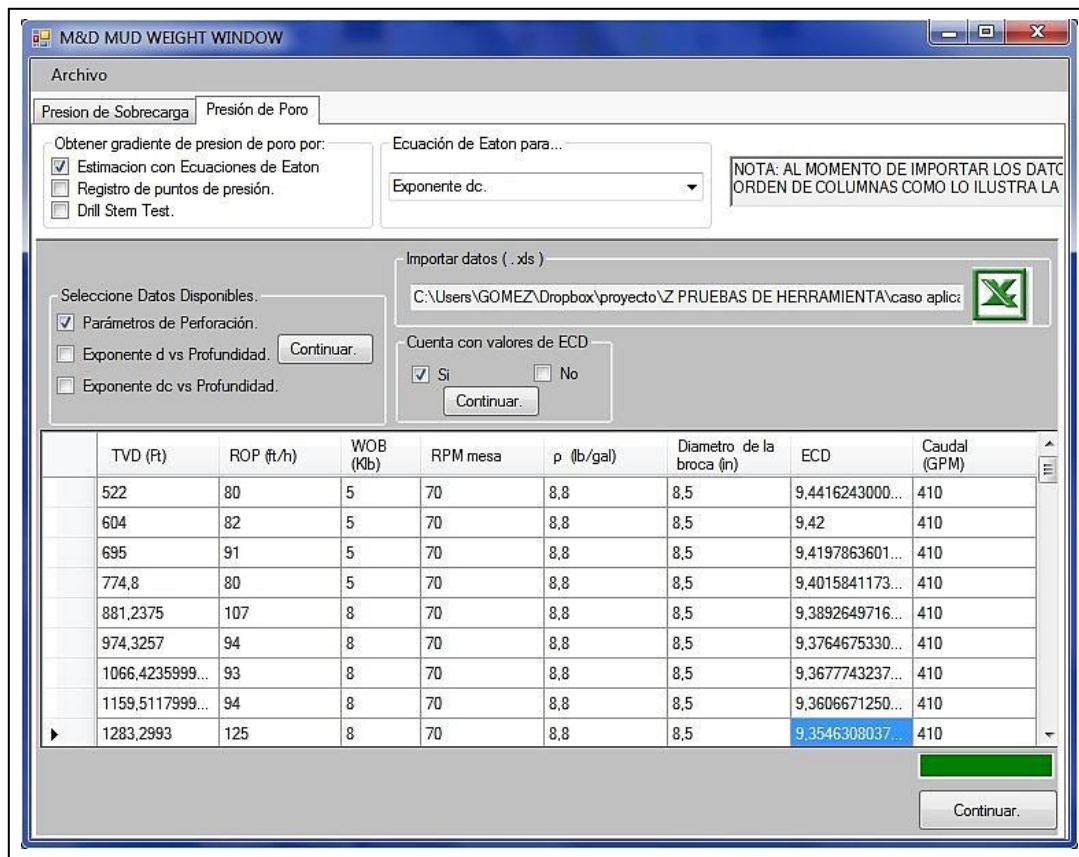 M&D MUD WEIGHT WINDOW
Archivo
Presion de Sobrecarga Presión de Poro
Obtener gradiente de presion de poro por:
Estimacion con Ecuaciones de Eaton
Registro de puntos de presión.
Drill Stem Test.
Ecuación de Eaton para...
Exponente dc.
NOTA: AL MOMENTO DE IMPORTAR LOS DATO
ORDEN DE COLUMNAS COMO LO ILUSTRA LA
Importar datos ( . xls )
C:\Users\GOMEZ\Dropbox\proyecto\Z PRUEBAS DE HERRAMIENTA\caso aplica
Seleccione Datos Disponibles.
Parámetros de Perforación.
Exponente d vs Profundidad. Continuar.
Exponente dc vs Profundidad.
Cuenta con valores de ECD
Si No
Continuar.
TVD (Ft) ROP (ft/h) WOB (Klb) RPM mesa ρ (lb/gal) Diametro de la broca (in) ECD Caudal (GPM)
522 80 5 70 8,8 8,5 9,4416243000... 410
604 82 5 70 8,8 8,5 9,42 410
695 91 5 70 8,8 8,5 9,4197863601... 410
774,8 80 5 70 8,8 8,5 9,4015841173... 410
881,2375 107 8 70 8,8 8,5 9,3892649716... 410
974,3257 94 8 70 8,8 8,5 9,3764675330... 410
1066,4235999... 93 8 70 8,8 8,5 9,3677743237... 410
1159,5117999... 94 8 70 8,8 8,5 9,3606671250... 410
1283,2993 125 8 70 8,8 8,5 9,3546308037... 410
Continuar.